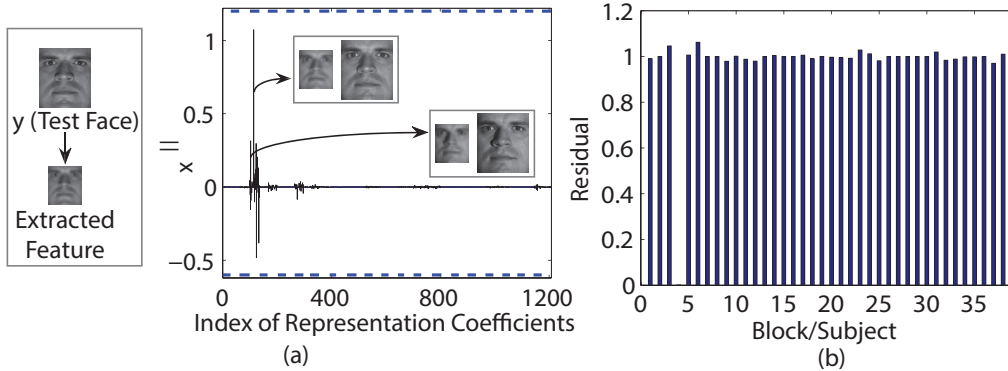 y (Test Face)
Extracted
Feature
1
0.5
0
−0.5
x ||
0 400 800 1200
Index of Representation Coefficients
(a)
1.2
1
0.8
0.6
0.4
0.2
0
Residual
0 5 10 15 20 25 30 35
Block/Subject
(b)